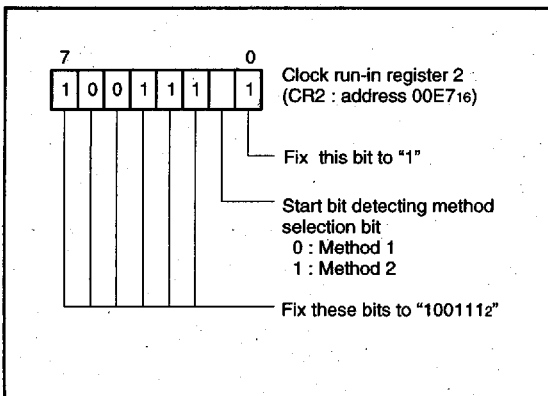 7 0
1 0 0 1 1 1 1
Clock run-in register 2
(CR2 : address 00E716)
Fix this bit to “1”
Start bit detecting method
selection bit
0 : Method 1
1 : Method 2
Fix these bits to “1001112”